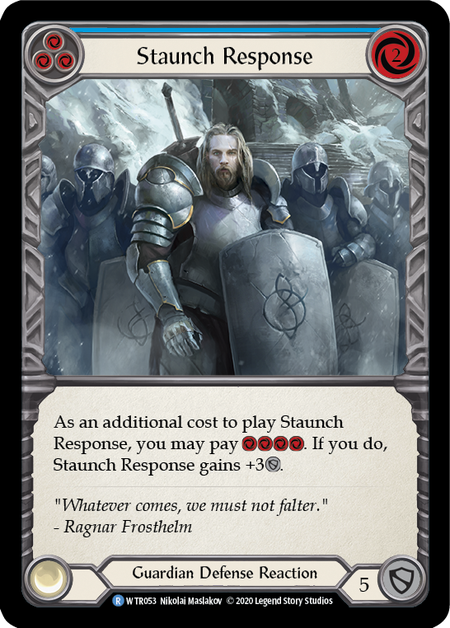 Staunch Response
2
As an additional cost to play Staunch
Response, you may pay . If you do,
Staunch Response gains +3.
"Whatever comes, we must not falter."
- Ragnar Frosthelm
Guardian Defense Reaction
5
R WTR053 Nikolai Maslakov © 2020 Legend Story Studios